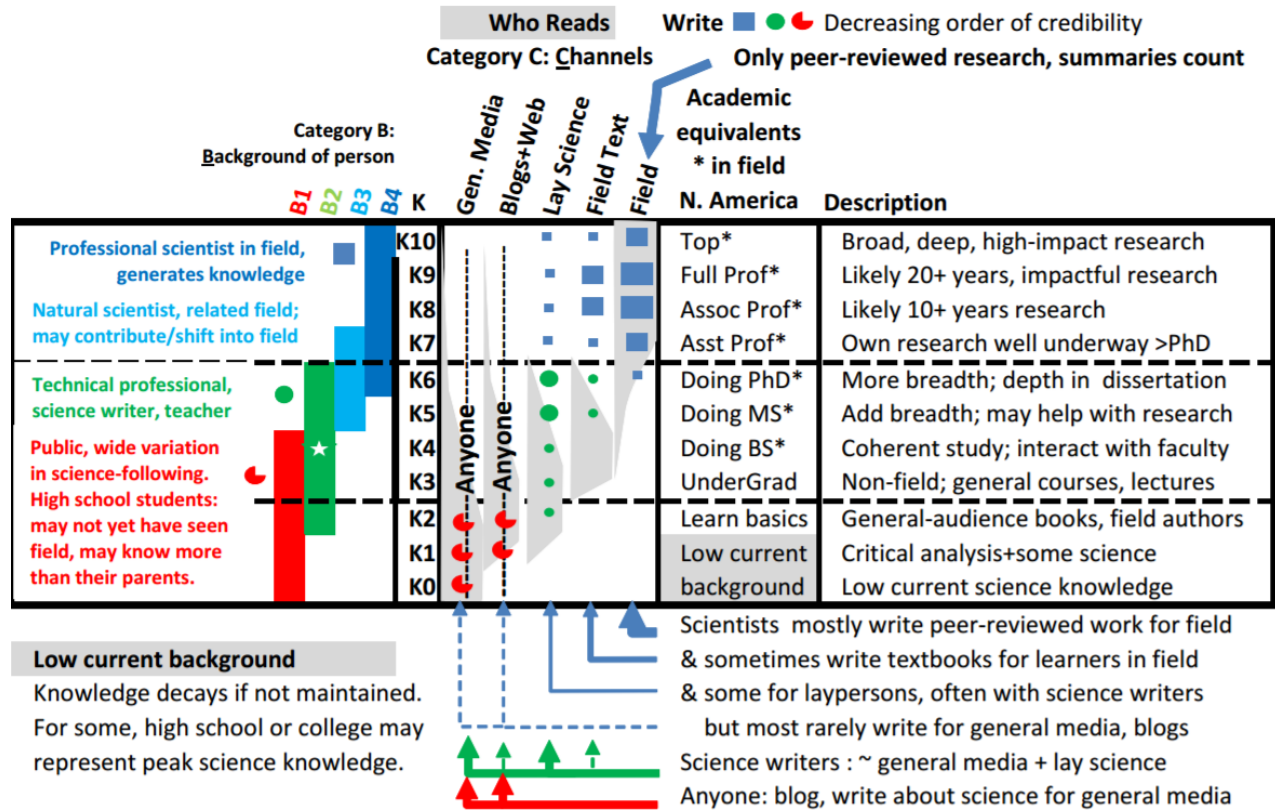 Who Reads Write Decreasing order of credibility
Category C: Channels Only peer-reviewed research, summaries count
Category B:
Background of person
B1 B2 B3 B4 K
Gen. Media
Blogs+Web
Lay Science
Field Text
Field
Academic
equivalents
* in field
N. America Description
Professional scientist in field,
generates knowledge
Natural scientist, related field;
may contribute/shift into field
Technical professional,
science writer, teacher
Public, wide variation
in science-following.
High school students:
may not yet have seen
field, may know more
than their parents.
Anyone
Anyone
K10 Top* Broad, deep, high-impact research
K9 Full Prof* Likely 20+ years, impactful research
K8 Assoc Prof* Likely 10+ years research
K7 Asst Prof* Own research well underway >PhD
K6 Doing PhD* More breadth; depth in dissertation
K5 Doing MS* Add breadth; may help with research
K4 Doing BS* Coherent study; interact with faculty
K3 UnderGrad Non-field; general courses, lectures
K2 Learn basics General-audience books, field authors
K1 Low current Critical analysis+some science
K0 background Low current science knowledge
Low current background
Knowledge decays if not maintained.
For some, high school or college may
represent peak science knowledge.
Scientists mostly write peer-reviewed work for field
& sometimes write textbooks for learners in field
& some for laypersons, often with science writers
but most rarely write for general media, blogs
Science writers : ~ general media + lay science
Anyone: blog, write about science for general media